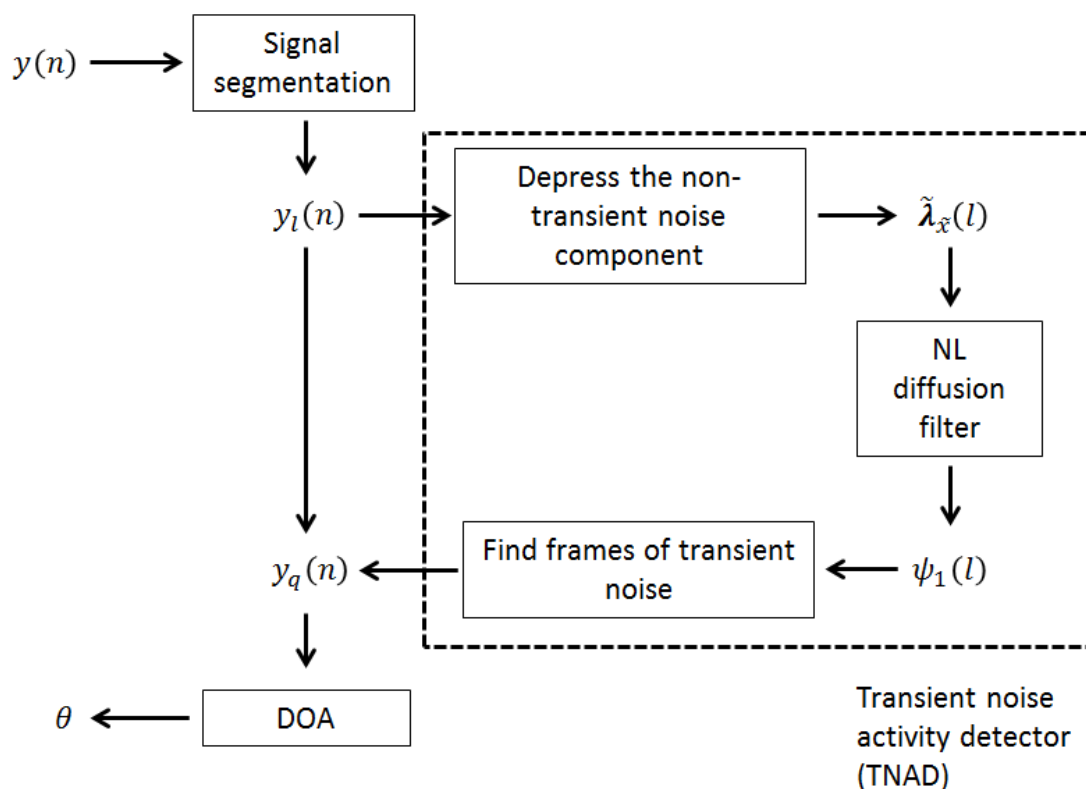 Signal
segmentation
y(n)
Depress the non-
transient noise
component
y_l(n)
λ̃_x̃(l)
NL
diffusion
filter
Find frames of transient
noise
y_q(n)
ψ_1(l)
DOA
θ
Transient noise
activity detector
(TNAD)